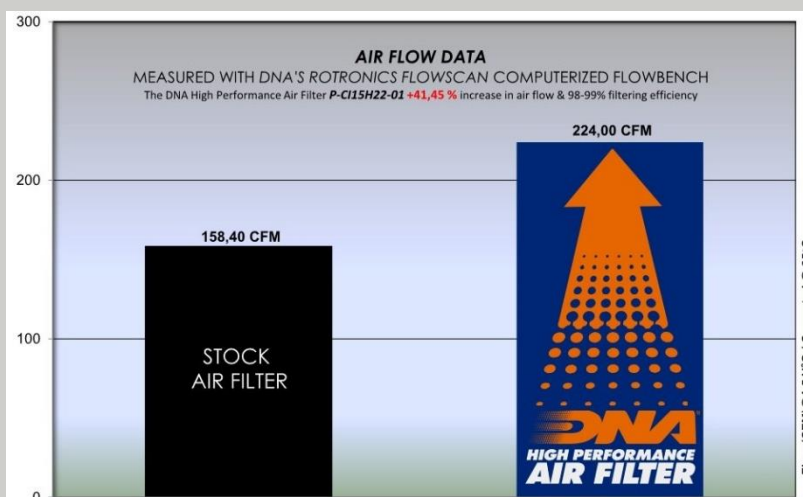 300
AIR FLOW DATA
MEASURED WITH DNA'S ROTRONICS FLOWSCAN COMPUTERIZED FLOWBENCH
The DNA High Performance Air Filter P-CI15H22-01 +41,45 % increase in air flow & 98-99% filtering efficiency
224,00 CFM
200
158,40 CFM
100
STOCK
AIR FILTER
DNA
HIGH PERFORMANCE
AIR FILTER
0